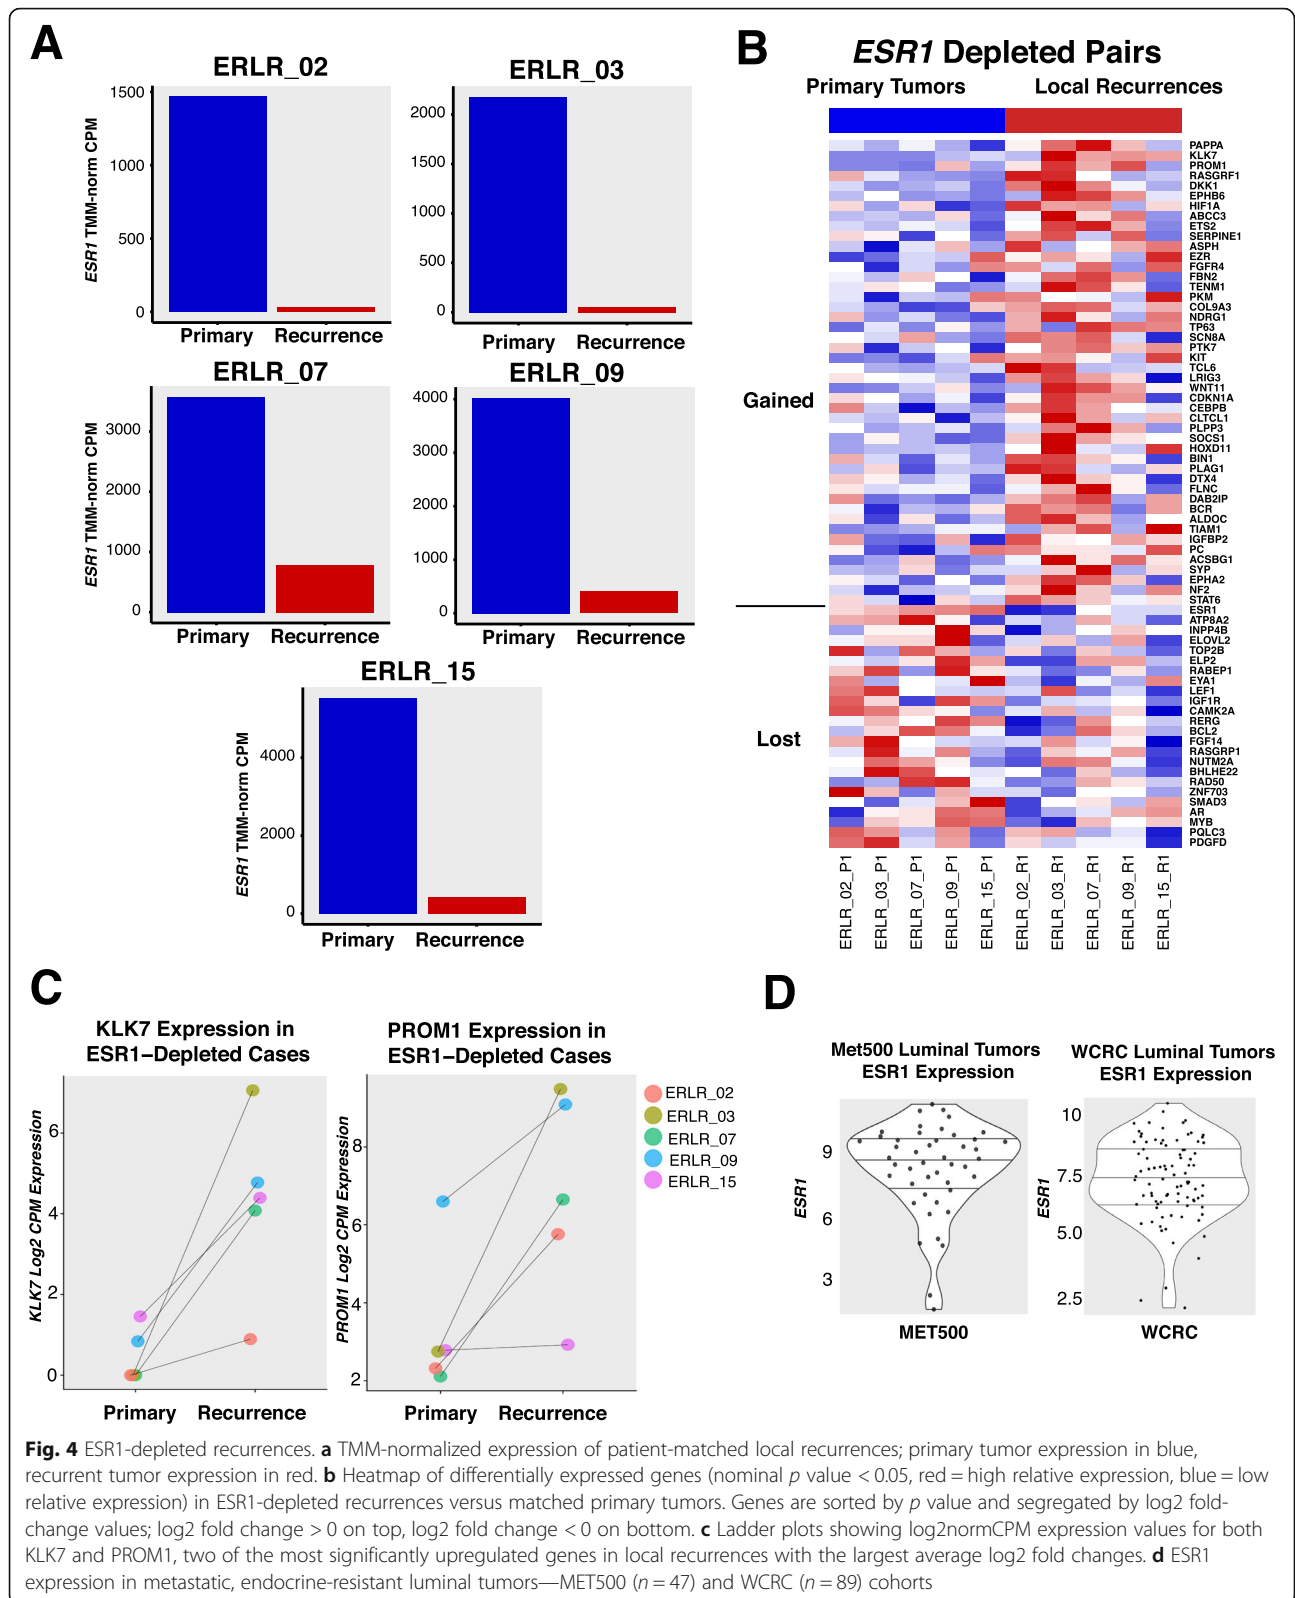 A
ERLR_02
ESR1 TMM-norm CPM
1500
1000
500
0
Primary Recurrence
ERLR_03
2000
1500
1000
500
0
Primary Recurrence
ERLR_07
ESR1 TMM-norm CPM
3000
2000
1000
0
Primary Recurrence
ERLR_09
4000
3000
2000
1000
0
Primary Recurrence
ERLR_15
ESR1 TMM-norm CPM
4000
2000
0
Primary Recurrence
B
ESR1 Depleted Pairs
Primary Tumors Local Recurrences
Gained
Lost
PAPPA
KLK7
PROM1
RASGRF1
DKK1
EPHB6
HIF1A
ABCC3
ETS2
SERPINE1
ASPH
EZR
FGFR4
FBN2
TENM1
PKM
COL9A3
NDRG1
TP63
SCN8A
PTK7
KIT
TCL6
LRIG3
WNT11
CDKN1A
CEBPB
CLTCL1
PLPP3
SOCS1
HOXD11
BIN1
PLAG1
DTX4
FLNC
DAB2IP
BCR
ALDOC
TIAM1
IGFBP2
PC
ACSBG1
SYP
EPHA2
NF2
STAT6
ESR1
ATP8A2
INPP4B
ELOVL2
TOP2B
ELP2
RABEP1
EYA1
LEF1
IGF1R
CAMK2A
RERG
BCL2
FGF14
RASGRP1
NUTM2A
BHLHE22
RAD50
ZNF703
SMAD3
AR
MYB
PQLC3
PDGFD
ERLR_02_P1
ERLR_03_P1
ERLR_07_P1
ERLR_09_P1
ERLR_15_P1
ERLR_02_R1
ERLR_03_R1
ERLR_07_R1
ERLR_09_R1
ERLR_15_R1
C
KLK7 Expression in
ESR1–Depleted Cases
KLK7 Log2 CPM Expression
6
4
2
0
Primary Recurrence
PROM1 Expression in
ESR1–Depleted Cases
PROM1 Log2 CPM Expression
8
6
4
2
Primary Recurrence
ERLR_02
ERLR_03
ERLR_07
ERLR_09
ERLR_15
D
Met500 Luminal Tumors
ESR1 Expression
ESR1
9
6
3
MET500
WCRC Luminal Tumors
ESR1 Expression
ESR1
10
7.5
5.0
2.5
WCRC
Fig. 4 ESR1-depleted recurrences. a TMM-normalized expression of patient-matched local recurrences; primary tumor expression in blue,
recurrent tumor expression in red. b Heatmap of differentially expressed genes (nominal p value < 0.05, red = high relative expression, blue = low
relative expression) in ESR1-depleted recurrences versus matched primary tumors. Genes are sorted by p value and segregated by log2 fold-
change values; log2 fold change > 0 on top, log2 fold change < 0 on bottom. c Ladder plots showing log2normCPM expression values for both
KLK7 and PROM1, two of the most significantly upregulated genes in local recurrences with the largest average log2 fold changes. d ESR1
expression in metastatic, endocrine-resistant luminal tumors—MET500 (n = 47) and WCRC (n = 89) cohorts